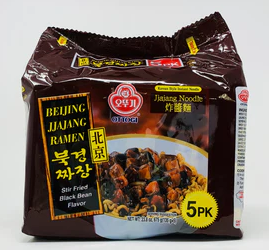 오뚜기
OTTOGI
Korean Style Instant Noodle
Jjajang Noodle
炸醬麵
BEIJING
JJAJANG
RAMEN
北京
북경
짜장
Stir Fried
Black Bean
Flavor
5PK